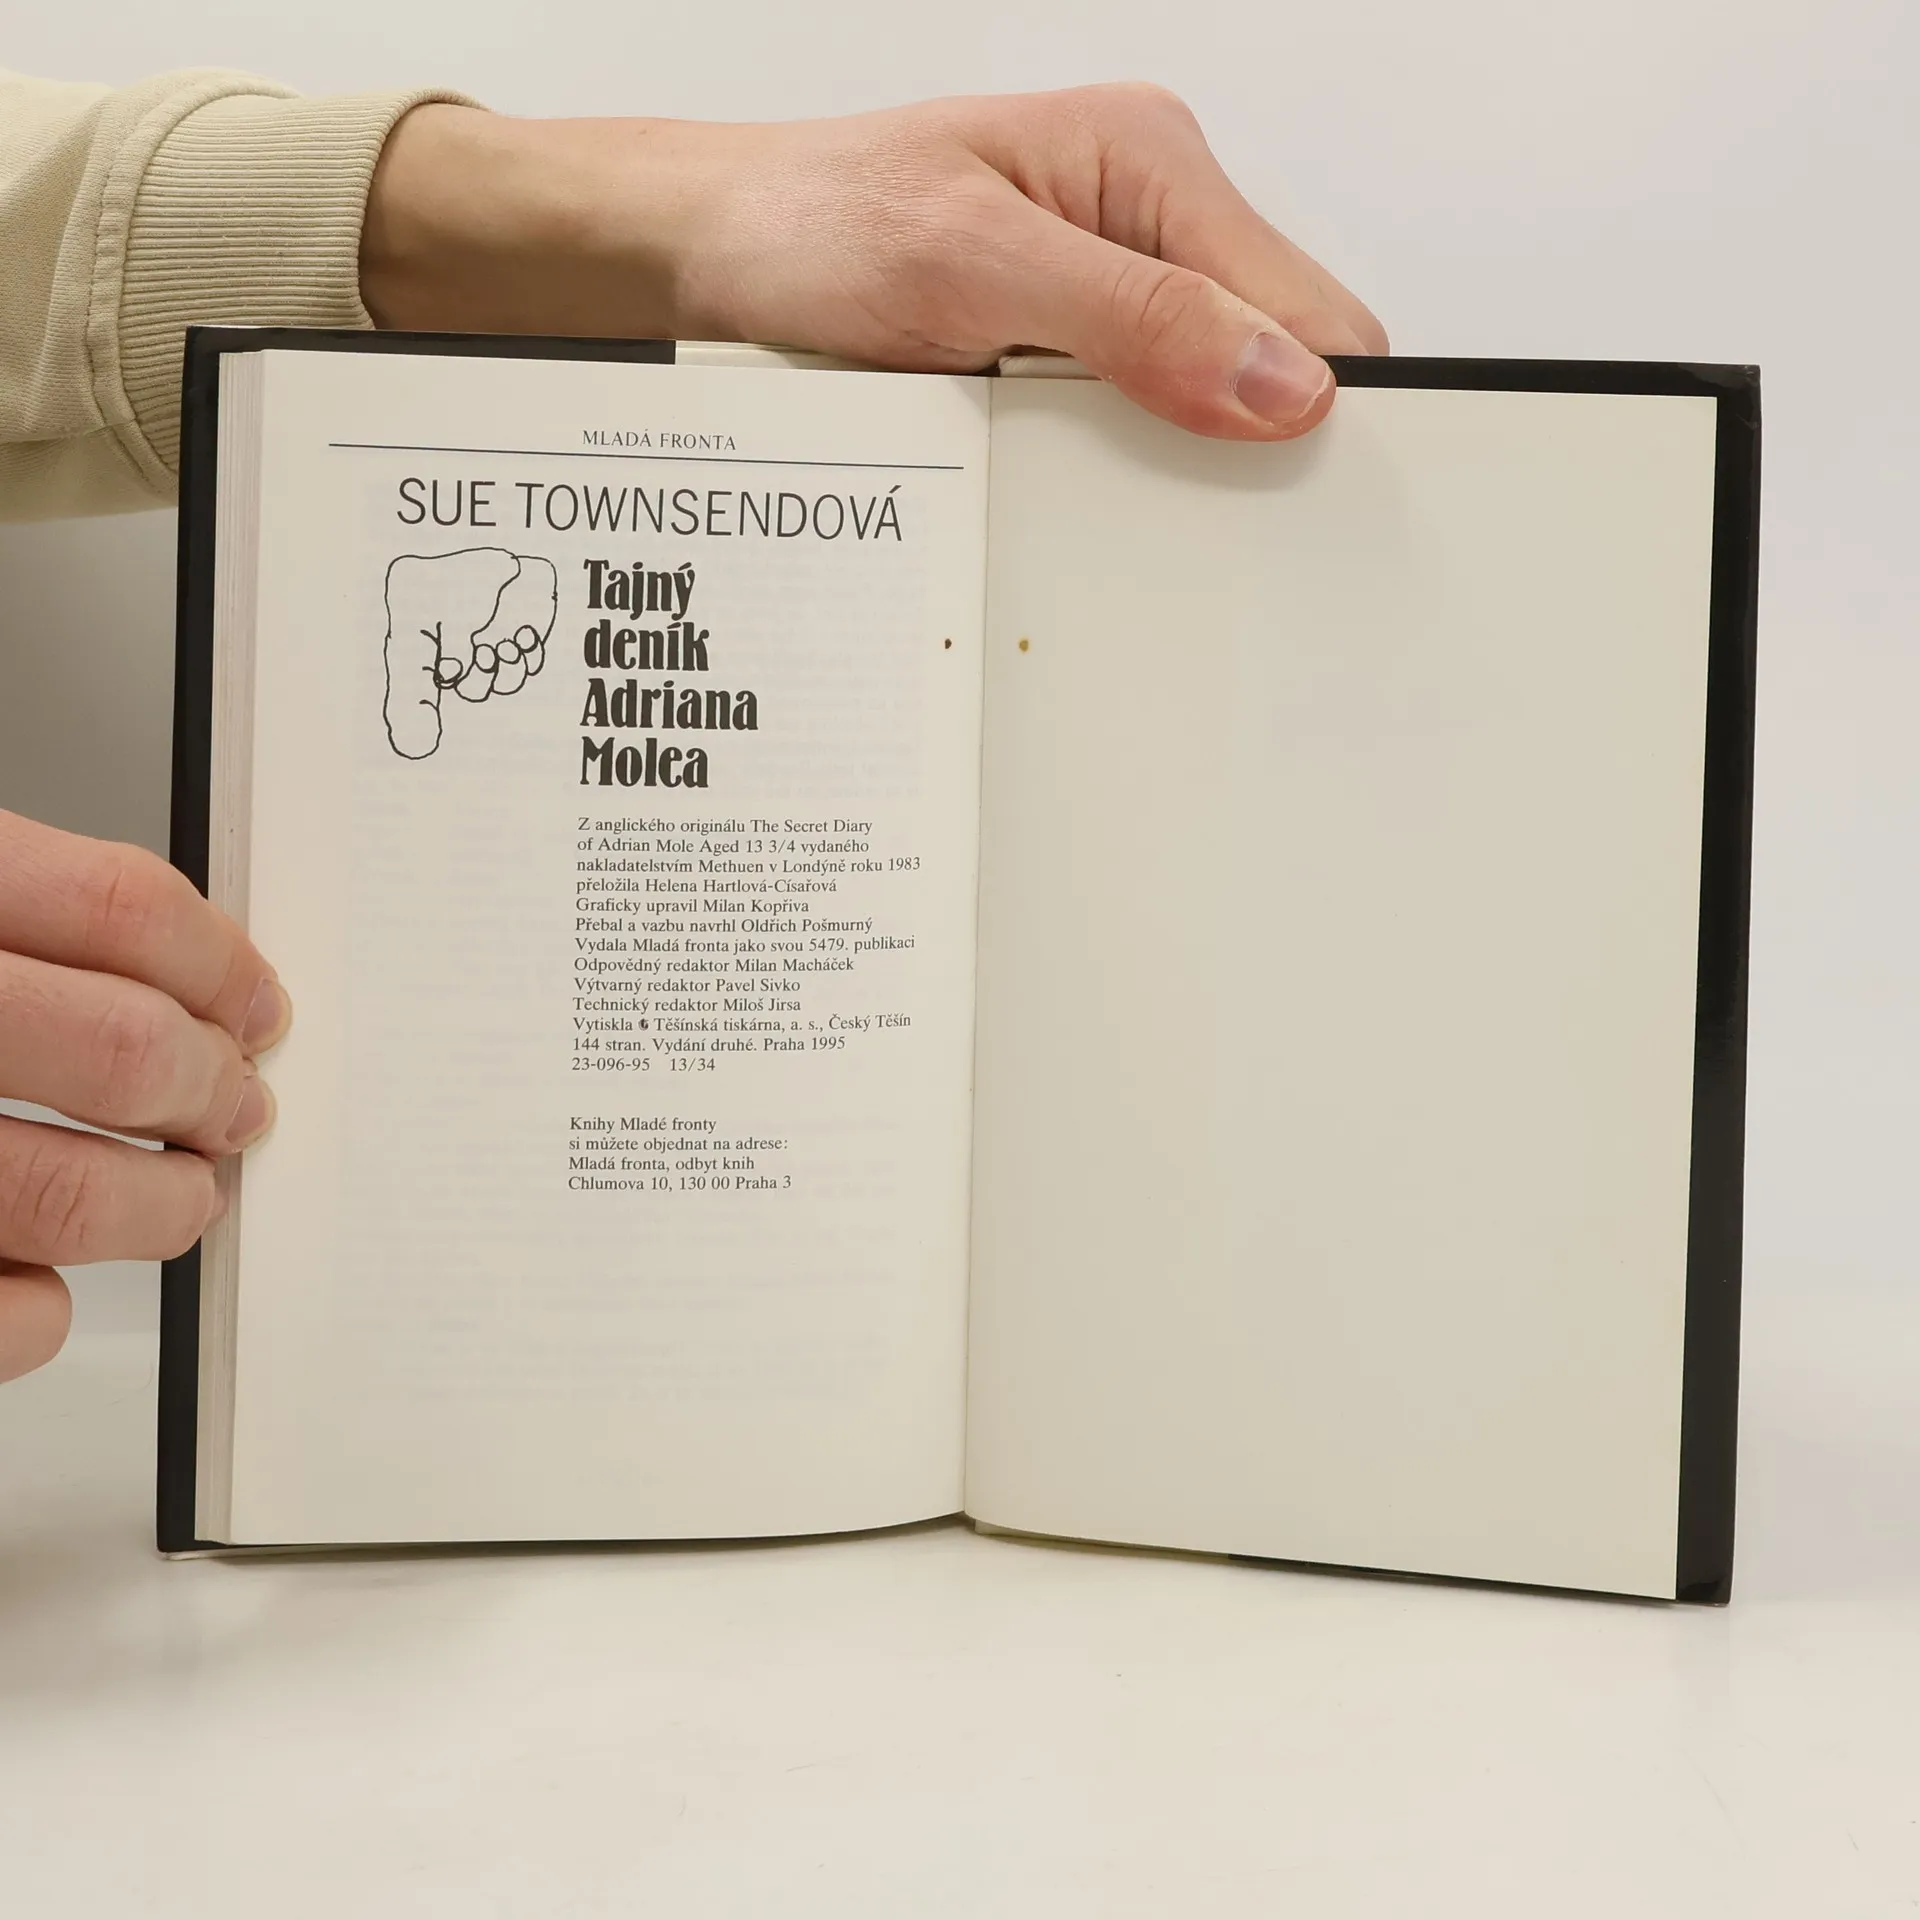 MLADÁ FRONTA
SUE TOWNSENDOVÁ
Tajný
deník
Adriana
Molea
Z anglického originálu The Secret Diary
of Adrian Mole Aged 13 3/4 vydaného
nakladatelstvím Methuen v Londýně roku 1983
přeložila Helena Hartlová-Císařová
Graficky upravil Milan Kopřiva
Přebal a vazbu navrhl Oldřich Pošmurný
Vydala Mladá fronta jako svou 5479. publikaci
Odpovědný redaktor Milan Macháček
Výtvarný redaktor Pavel Sivko
Technický redaktor Miloš Jirsa
Vytiskla Těšínská tiskárna, a. s., Český Těšín
144 stran. Vydání druhé. Praha 1995
23-096-95 13/34
Knihy Mladé fronty
si můžete objednat na adrese:
Mladá fronta, odbyt knih
Chlumova 10, 130 00 Praha 3